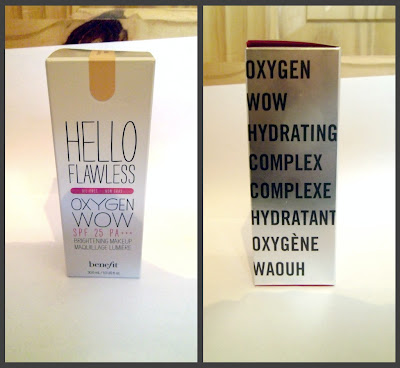 HELLO
FLAWLESS
OXYGEN
WOW
SPF 25 PA+++
BRIGHTENING MAKEUP
MAQUILLAGE LUMIÈRE
benefit
OXYGEN
WOW
HYDRATING
COMPLEX
COMPLEXE
HYDRATANT
OXYGÈNE
WAOUH